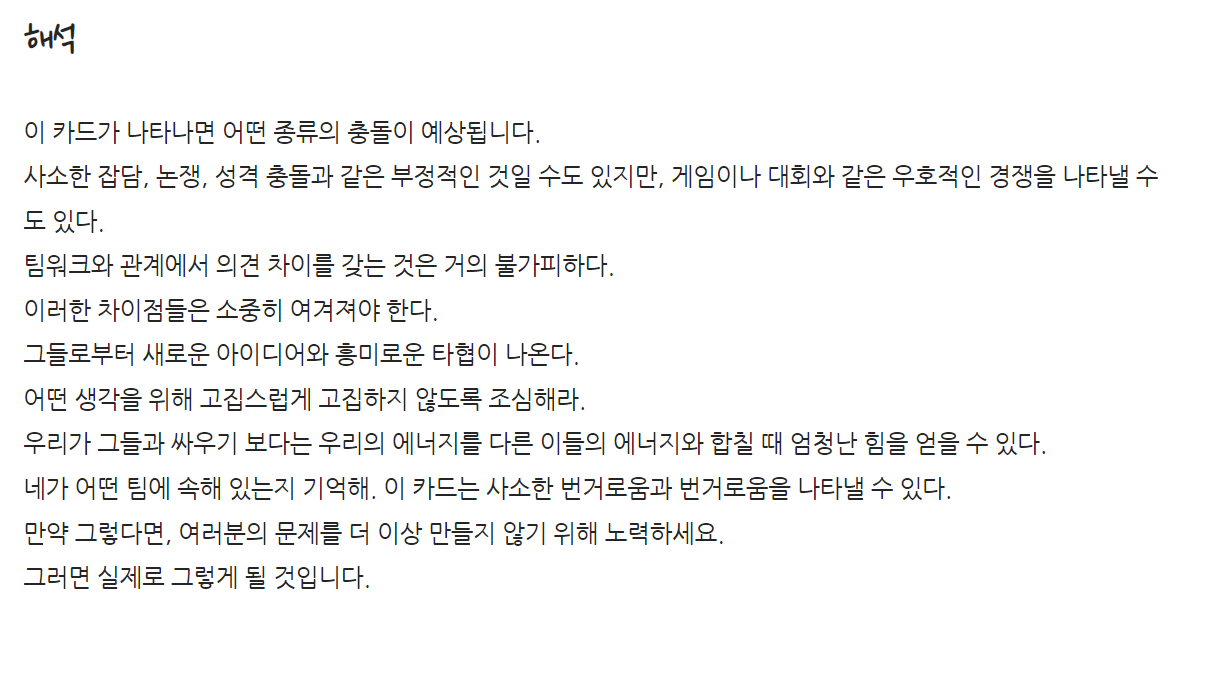 해석
이 카드가 나타나면 어떤 종류의 충돌이 예상됩니다.
사소한 잡담, 논쟁, 성격 충돌과 같은 부정적인 것일 수도 있지만, 게임이나 대회와 같은 우호적인 경쟁을 나타낼 수
도 있다.
팀워크와 관계에서 의견 차이를 갖는 것은 거의 불가피하다.
이러한 차이점들은 소중히 여겨져야 한다.
그들로부터 새로운 아이디어와 흥미로운 타협이 나온다.
어떤 생각을 위해 고집스럽게 고집하지 않도록 조심해라.
우리가 그들과 싸우기 보다는 우리의 에너지를 다른 이들의 에너지와 합칠 때 엄청난 힘을 얻을 수 있다.
네가 어떤 팀에 속해 있는지 기억해. 이 카드는 사소한 번거로움과 번거로움을 나타낼 수 있다.
만약 그렇다면, 여러분의 문제를 더 이상 만들지 않기 위해 노력하세요.
그러면 실제로 그렇게 될 것입니다.